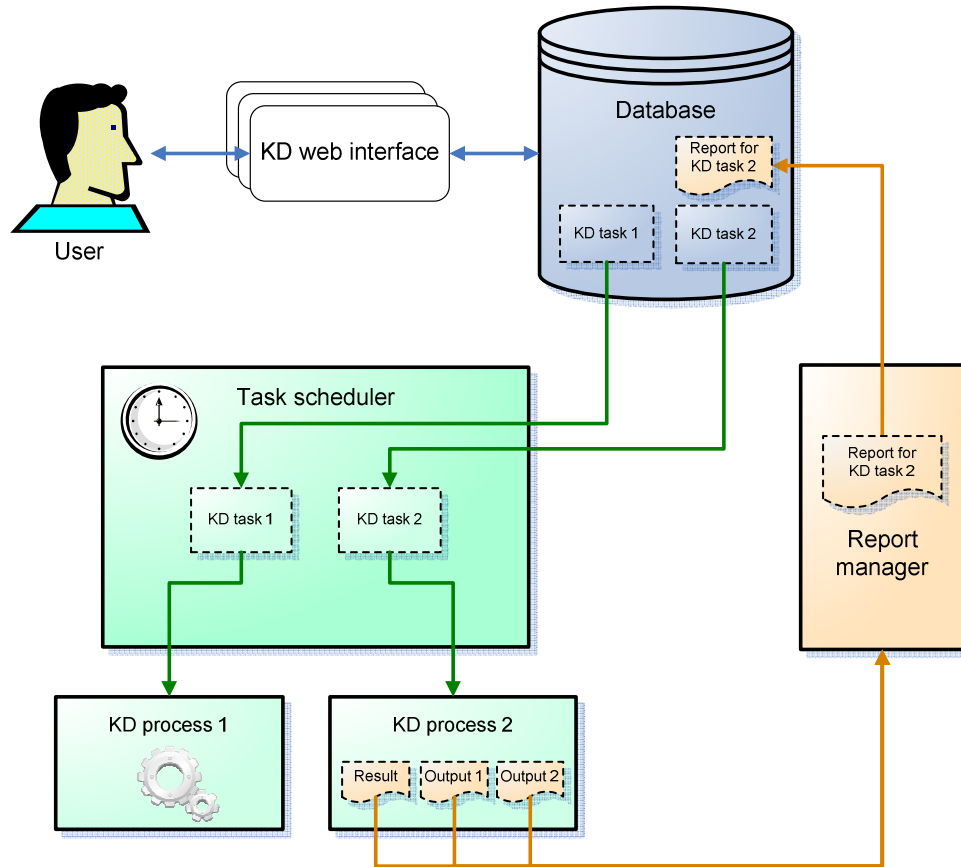 Database
KD web interface
Report for
KD task 2
KD task 1
KD task 2
User
Task scheduler
KD task 1
KD task 2
Report for
KD task 2
Report
manager
KD process 1
KD process 2
Result
Output 1
Output 2